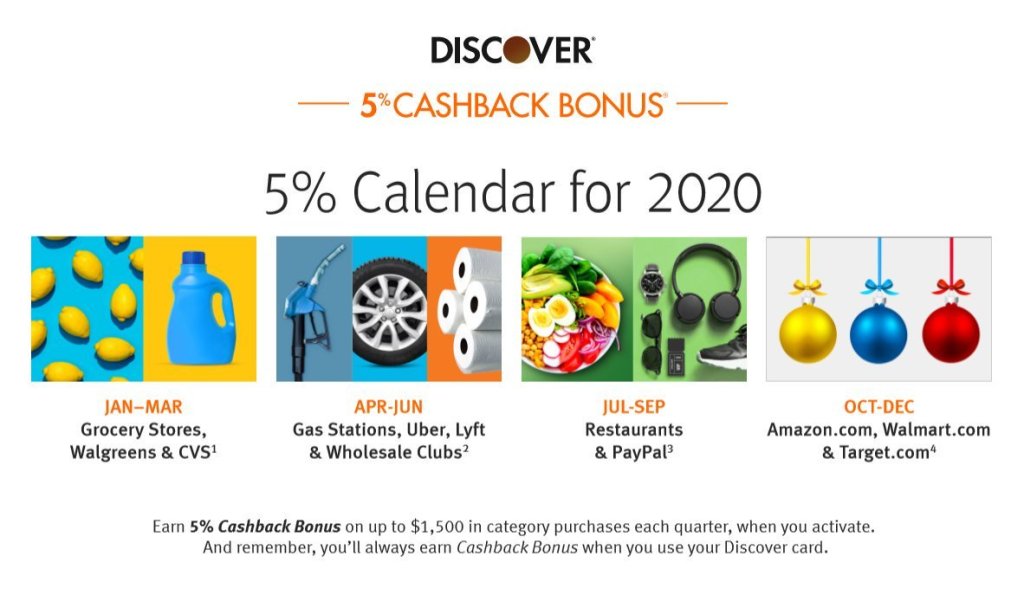 DISCOVER®
5% CASHBACK BONUS®
5% Calendar for 2020
JAN–MAR
Grocery Stores,
Walgreens & CVS¹
APR-JUN
Gas Stations, Uber, Lyft
& Wholesale Clubs²
JUL-SEP
Restaurants
& PayPal³
OCT-DEC
Amazon.com, Walmart.com
& Target.com⁴
Earn 5% Cashback Bonus on up to $1,500 in category purchases each quarter, when you activate.
And remember, you’ll always earn Cashback Bonus when you use your Discover card.